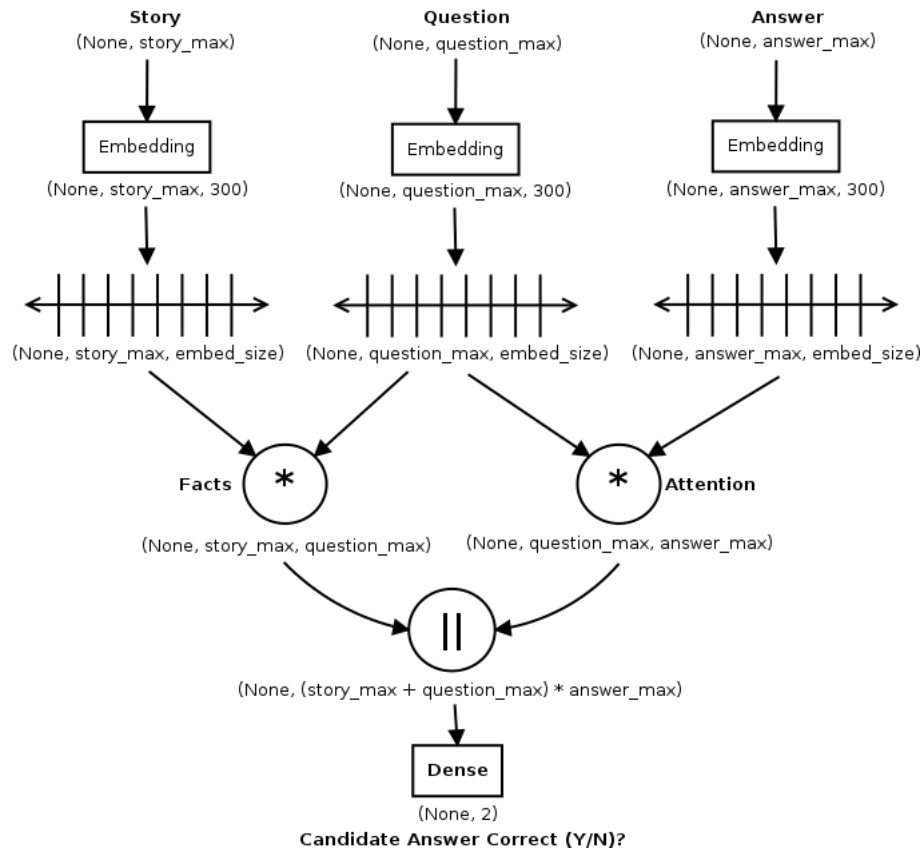 Story
(None, story_max)
Question
(None, question_max)
Answer
(None, answer_max)
Embedding
Embedding
Embedding
(None, story_max, 300)
(None, question_max, 300)
(None, answer_max, 300)
(None, story_max, embed_size)
(None, question_max, embed_size)
(None, answer_max, embed_size)
Facts
*
*
Attention
(None, story_max, question_max)
(None, question_max, answer_max)
||
(None, (story_max + question_max) * answer_max)
Dense
(None, 2)
Candidate Answer Correct (Y/N)?